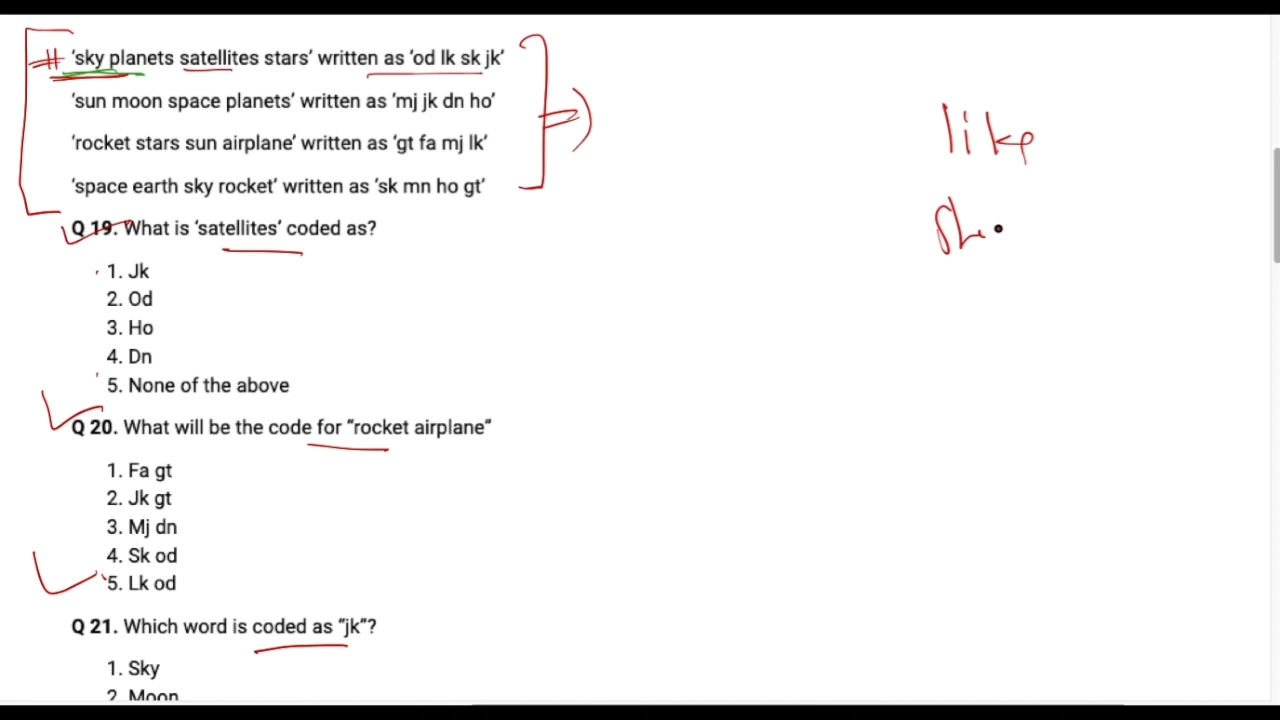 'sky planets satellites stars' written as 'od lk sk jk'
'sun moon space planets' written as 'mj jk dn ho'
'rocket stars sun airplane' written as 'gt fa mj lk'
'space earth sky rocket' written as 'sk mn ho gt'
Q 19. What is 'satellites' coded as?
1. Jk
2. Od
3. Ho
4. Dn
5. None of the above
Q 20. What will be the code for "rocket airplane"
1. Fa gt
2. Jk gt
3. Mj dn
4. Sk od
5. Lk od
Q 21. Which word is coded as "jk"?
1. Sky
2. Moon
like